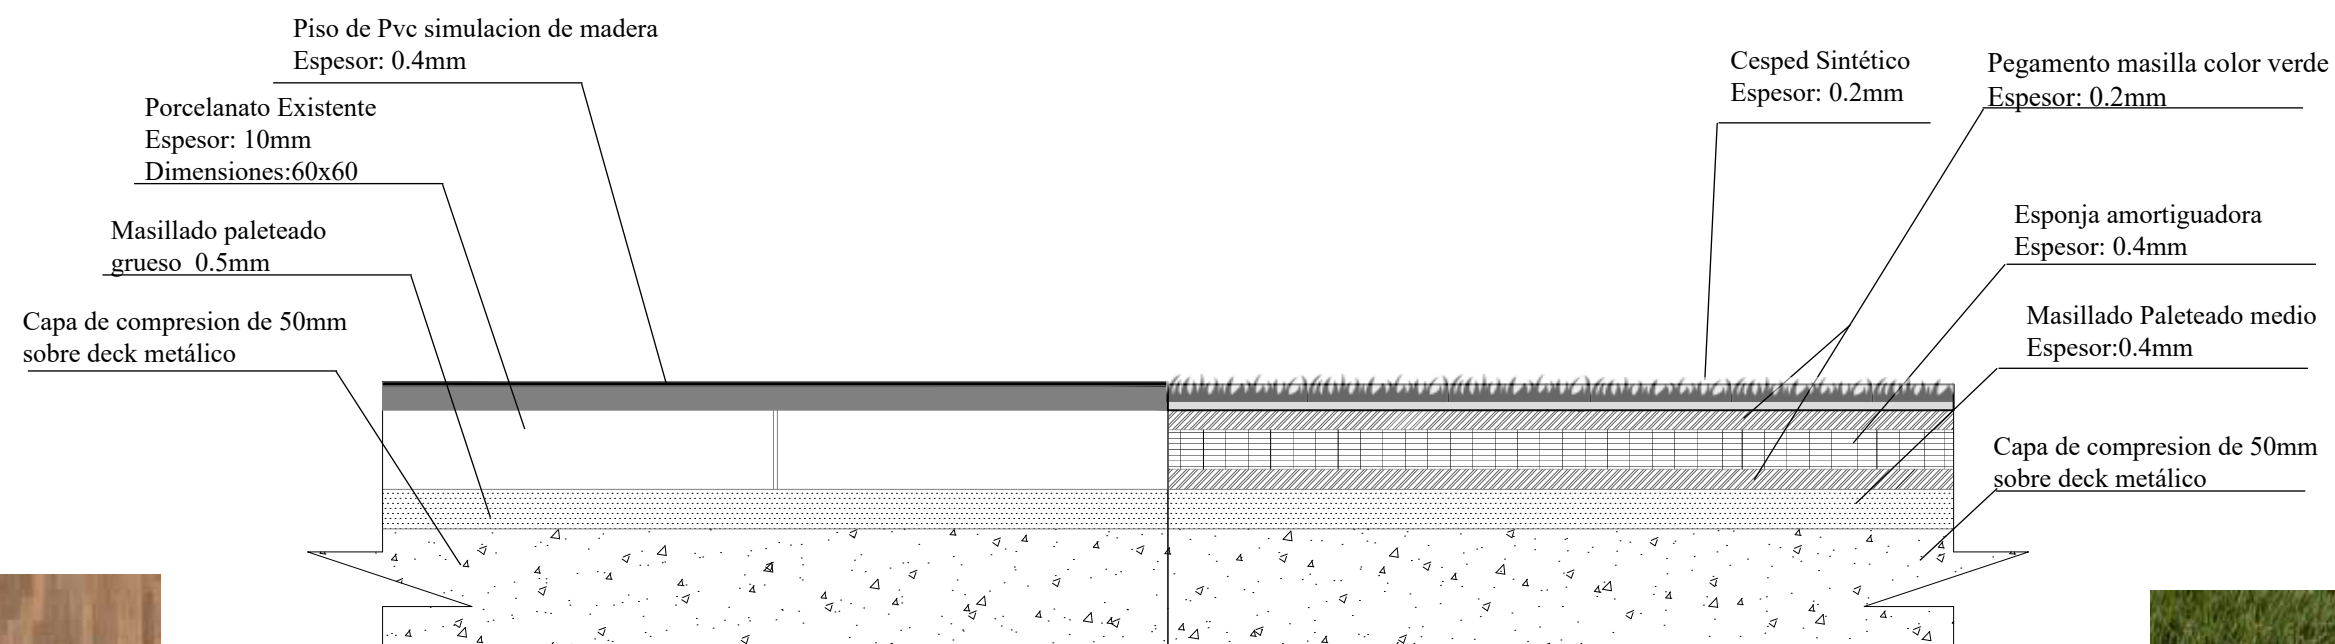 Piso de Pvc simulacion de madera
Espesor: 0.4mm
Porcelanato Existente
Espesor: 10mm
Dimensiones:60x60
Masillado paleteado
grueso  0.5mm
Capa de compresion de 50mm
sobre deck metálico
Cesped Sintético
Espesor: 0.2mm
Pegamento masilla color verde
Espesor: 0.2mm
Esponja amortiguadora
Espesor: 0.4mm
Masillado Paleteado medio
Espesor:0.4mm
Capa de compresion de 50mm
sobre deck metálico